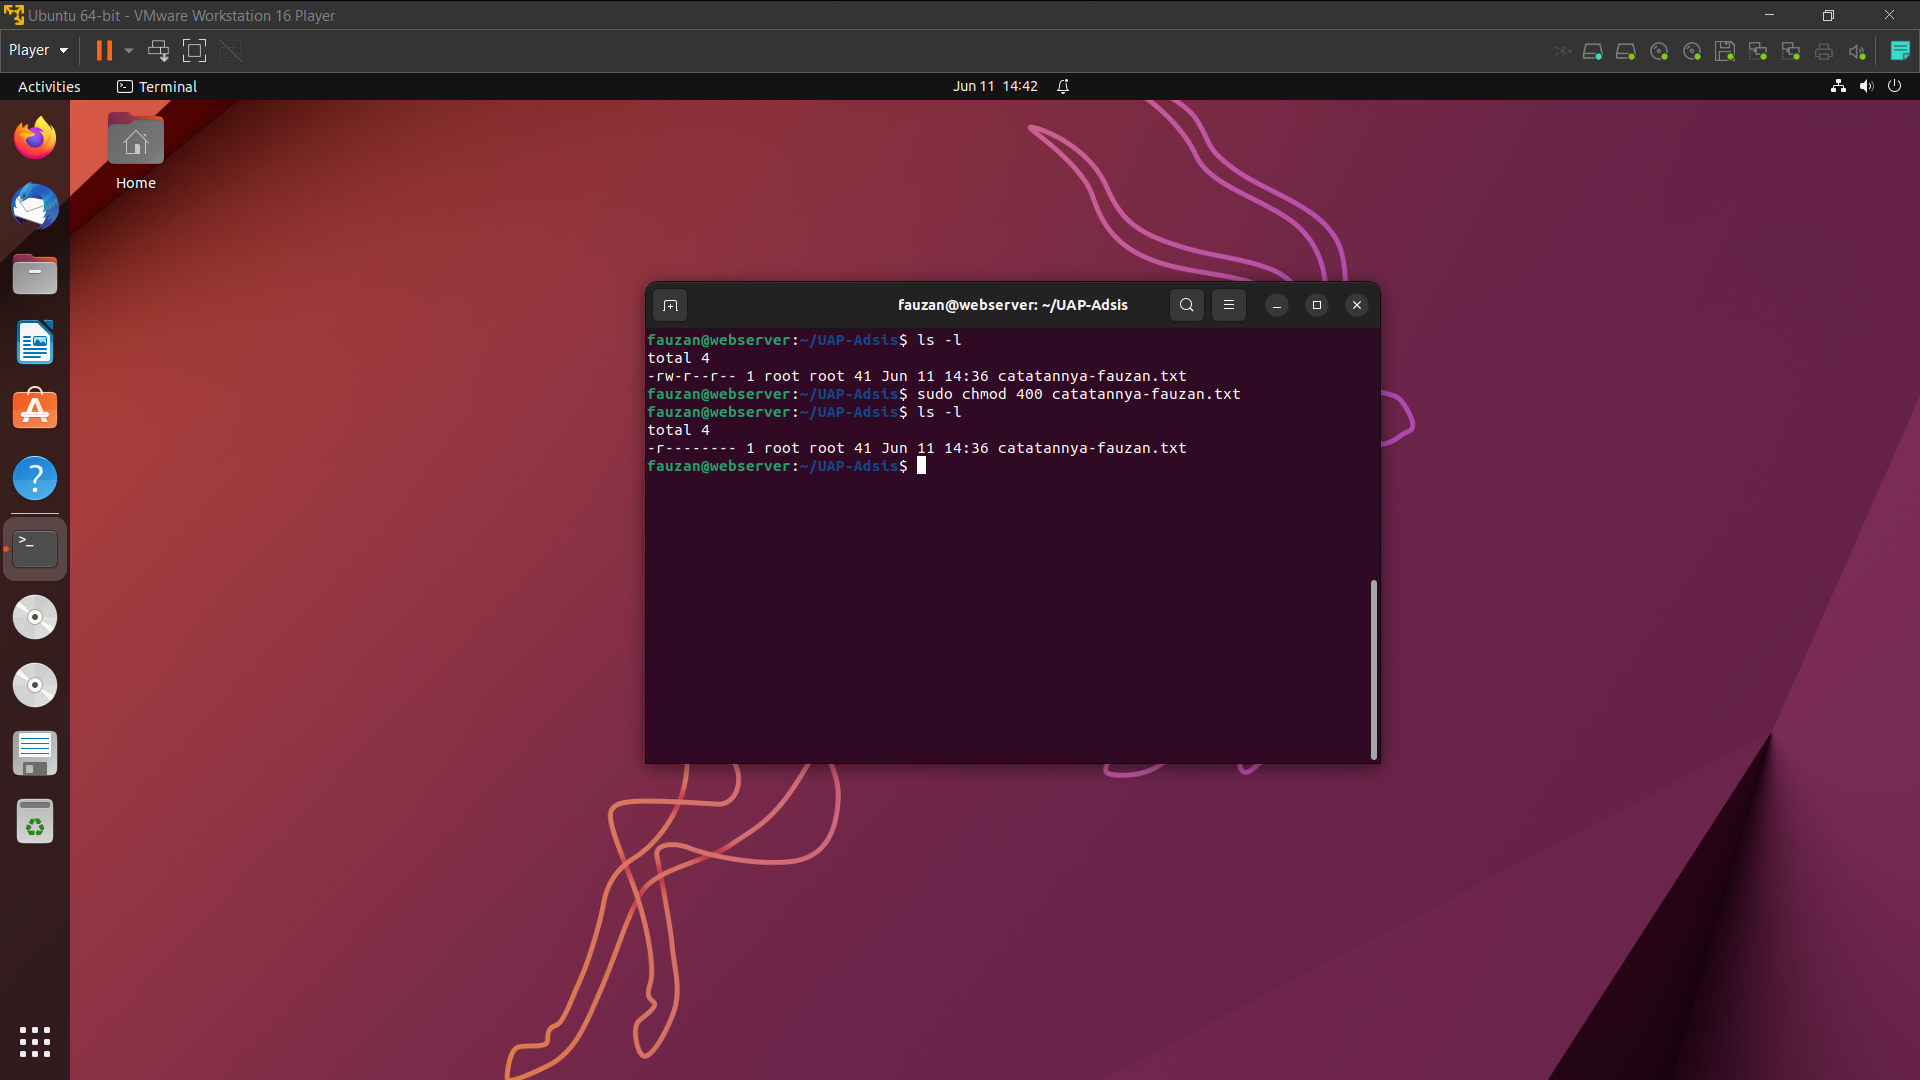 Ubuntu 64-bit - VMware Workstation 16 Player
Player
Activities
Terminal
Jun 11 14:42
Home
fauzan@webserver: ~/UAP-Adsis
fauzan@webserver:~/UAP-Adsis$ ls -l
total 4
-rw-r--r-- 1 root root 41 Jun 11 14:36 catatannya-fauzan.txt
fauzan@webserver:~/UAP-Adsis$ sudo chmod 400 catatannya-fauzan.txt
fauzan@webserver:~/UAP-Adsis$ ls -l
total 4
-r-------- 1 root root 41 Jun 11 14:36 catatannya-fauzan.txt
fauzan@webserver:~/UAP-Adsis$